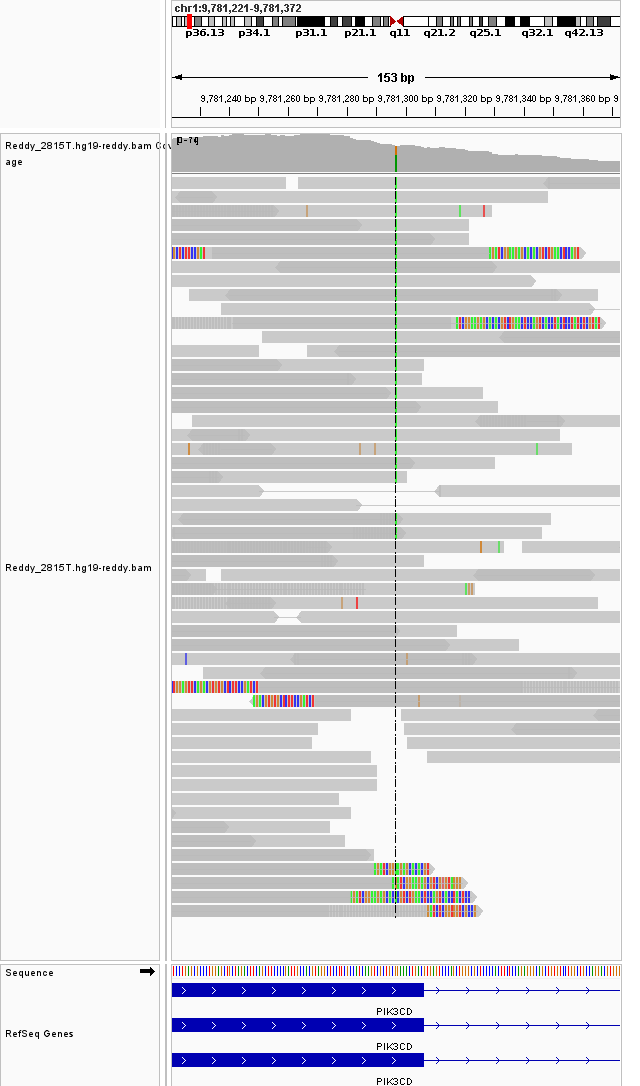 chr1:9,781,221-9,781,372
p36.13 p34.1 p31.1 p21.1 q11 q21.2 q25.1 q32.1 q42.13
153 bp
9,781,240 bp 9,781,260 bp 9,781,280 bp 9,781,300 bp 9,781,320 bp 9,781,340 bp 9,781,360 bp 9
Reddy_2815T.hg19-reddy.bam Cov
age
Reddy_2815T.hg19-reddy.bam
Sequence
PIK3CD
RefSeq Genes
PIK3CD
PIK3CD